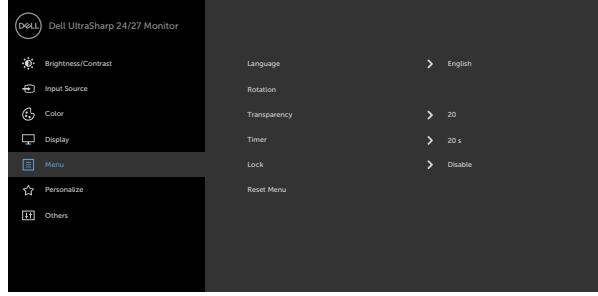 DELL Dell UltraSharp 24/27 Monitor
Brightness/Contrast
Input Source
Color
Display
Menu
Personalize
Others
Language English
Rotation
Transparency 20
Timer 20 s
Lock Disable
Reset Menu